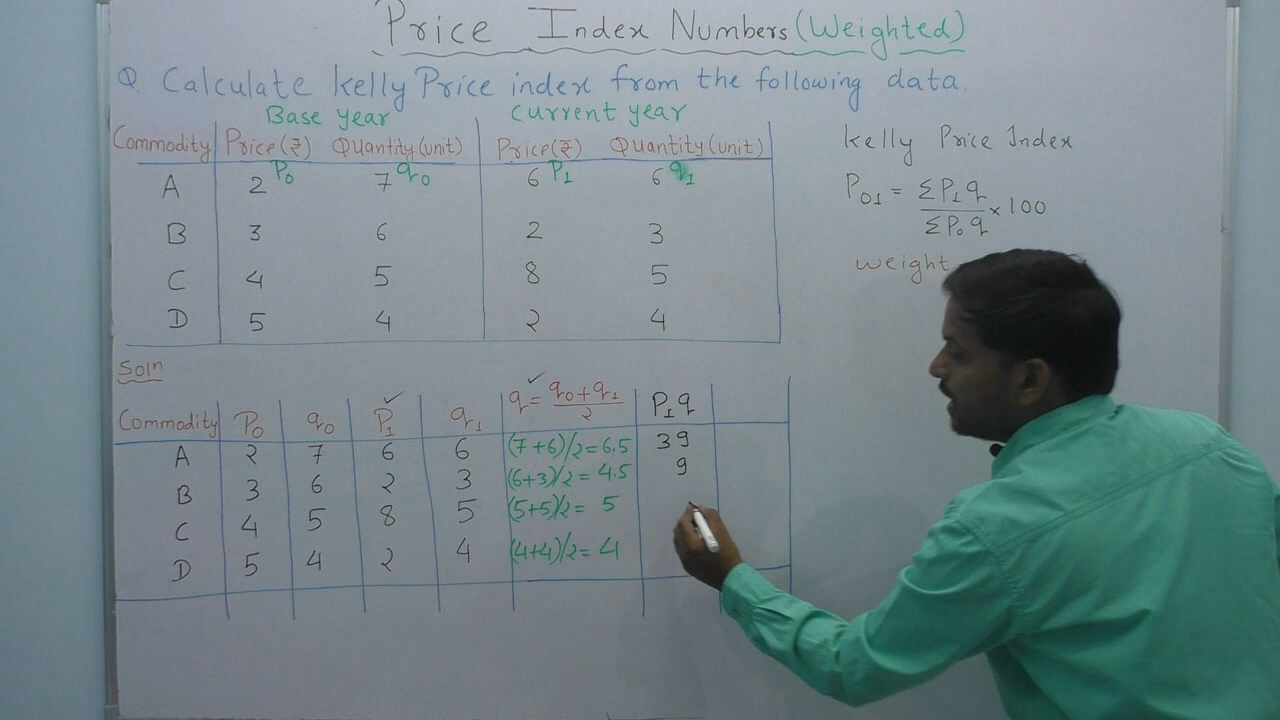 Price Index Numbers (Weighted)
Q. Calculate kelly Price index from the following data.
Base year current year
Commodity Price (₹) Quantity (unit) Price (₹) Quantity (unit)
P₀ q₀ P₁ q₁
A 2 7 6 6
B 3 6 2 3
C 4 5 8 5
D 5 4 2 4
kelly Price Index
P₀₁ = ΣP₁q / ΣP₀q × 100
weight
Soln
Commodity P₀ q₀ P₁ ✓ q₁ q ✓ = q₀+q₁ / 2 P₁q
A 2 7 6 6 (7+6)/2 = 6.5 39
B 3 6 2 3 (6+3)/2 = 4.5 9
C 4 5 8 5 (5+5)/2 = 5
D 5 4 2 4 (4+4)/2 = 4